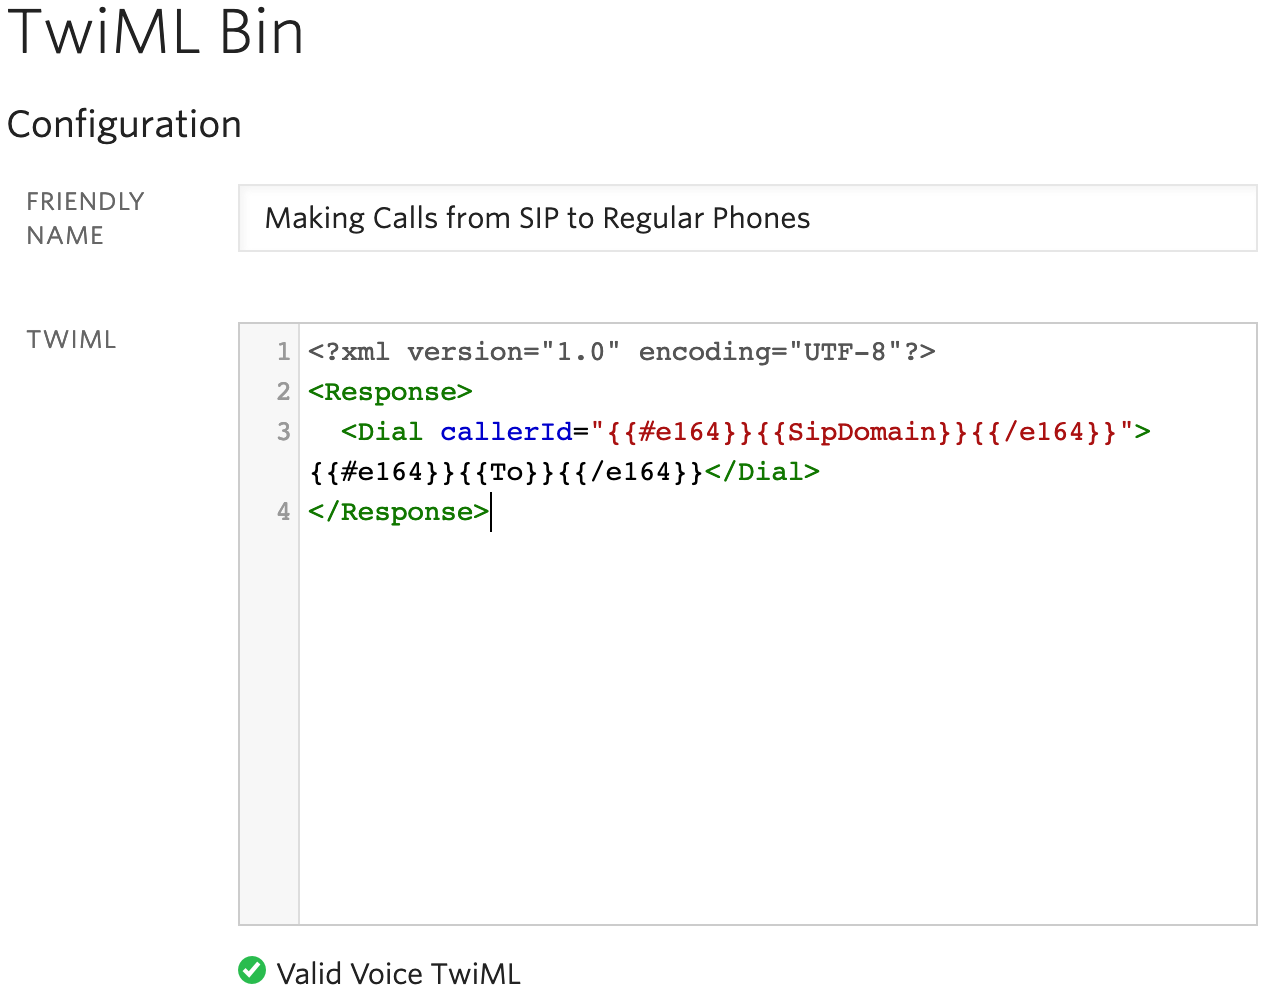 TwiML Bin
Configuration
FRIENDLY
NAME
Making Calls from SIP to Regular Phones
TWIML
1 <?xml version="1.0" encoding="UTF-8"?>
2 <Response>
3 <Dial callerId="{{#e164}}{{SipDomain}}{{/e164}}">
{{#e164}}{{To}}{{/e164}}</Dial>
4 </Response>
Valid Voice TwiML